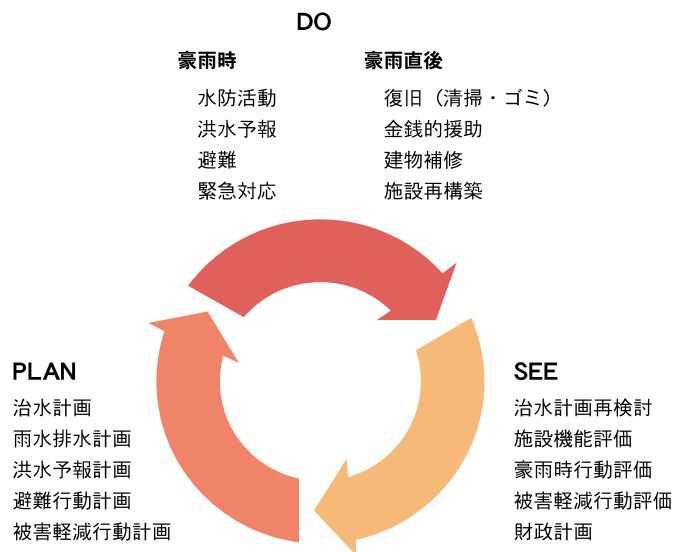 DO
豪雨時
水防活動
洪水予報
避難
緊急対応
豪雨直後
復旧（清掃・ゴミ）
金銭的援助
建物補修
施設再構築
PLAN
治水計画
雨水排水計画
洪水予報計画
避難行動計画
被害軽減行動計画
SEE
治水計画再検討
施設機能評価
豪雨時行動評価
被害軽減行動評価
財政計画